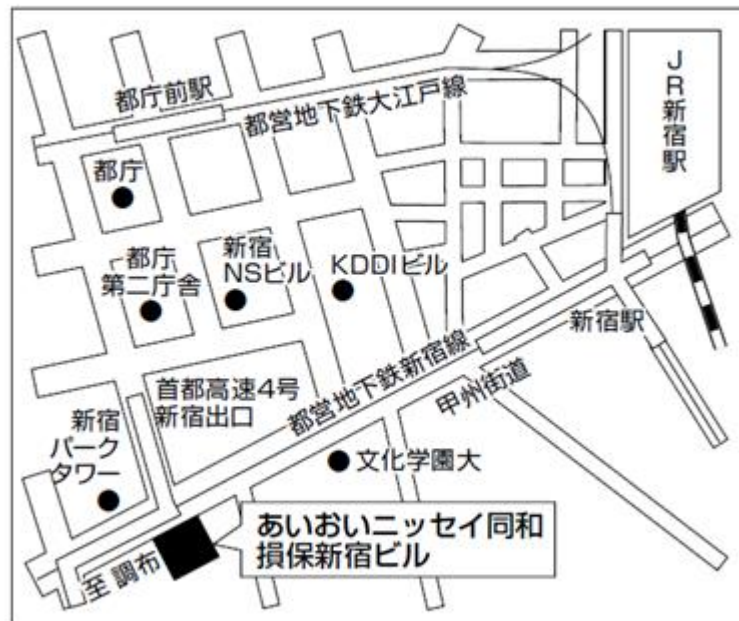 都庁前駅
都営地下鉄大江戸線
JR新宿駅
都庁
都庁
第二庁舎
新宿
NSビル
KDDIビル
新宿駅
都営地下鉄新宿線
甲州街道
首都高速4号
新宿出口
新宿
パーク
タワー
文化学園大
あいおいニッセイ同和
損保新宿ビル
至 調布